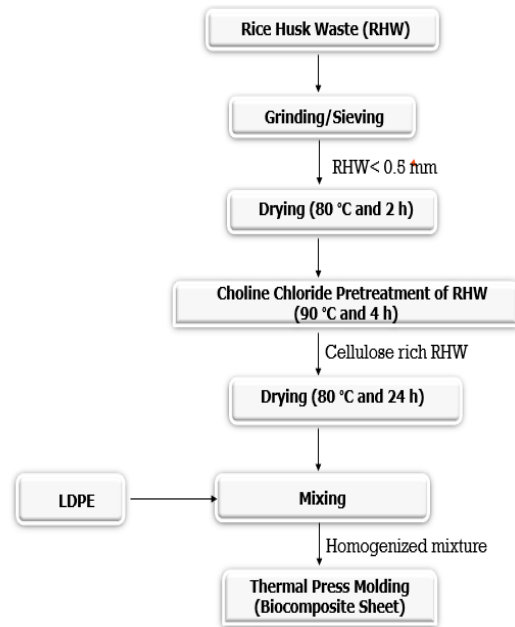 Rice Husk Waste (RHW)
Grinding/Sieving
RHW< 0.5 mm
Drying (80 °C and 2 h)
Choline Chloride Pretreatment of RHW
(90 °C and 4 h)
Cellulose rich RHW
Drying (80 °C and 24 h)
LDPE
Mixing
Homogenized mixture
Thermal Press Molding
(Biocomposite Sheet)